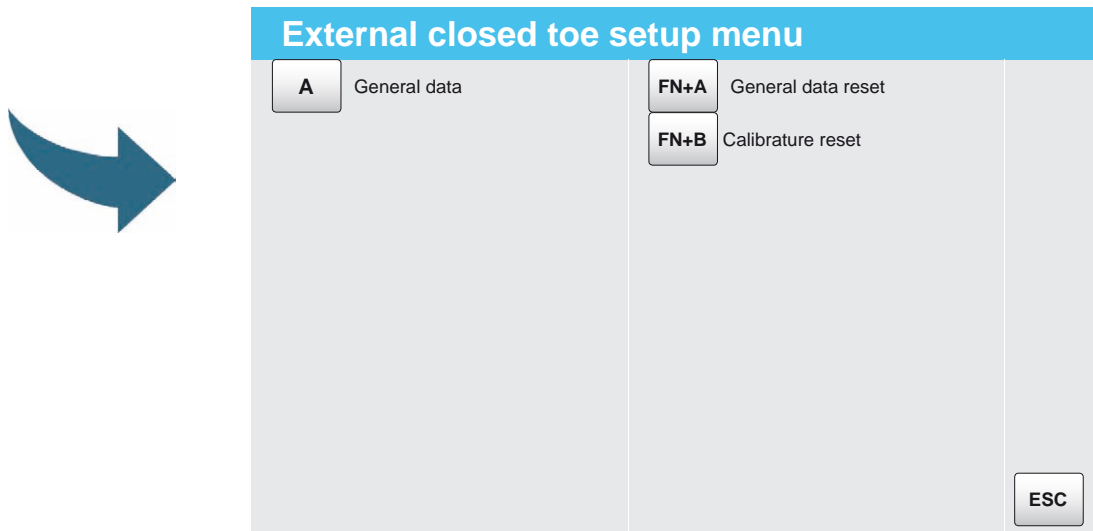 External closed toe setup menu
A General data
FN+A General data reset
FN+B Calibrature reset
ESC